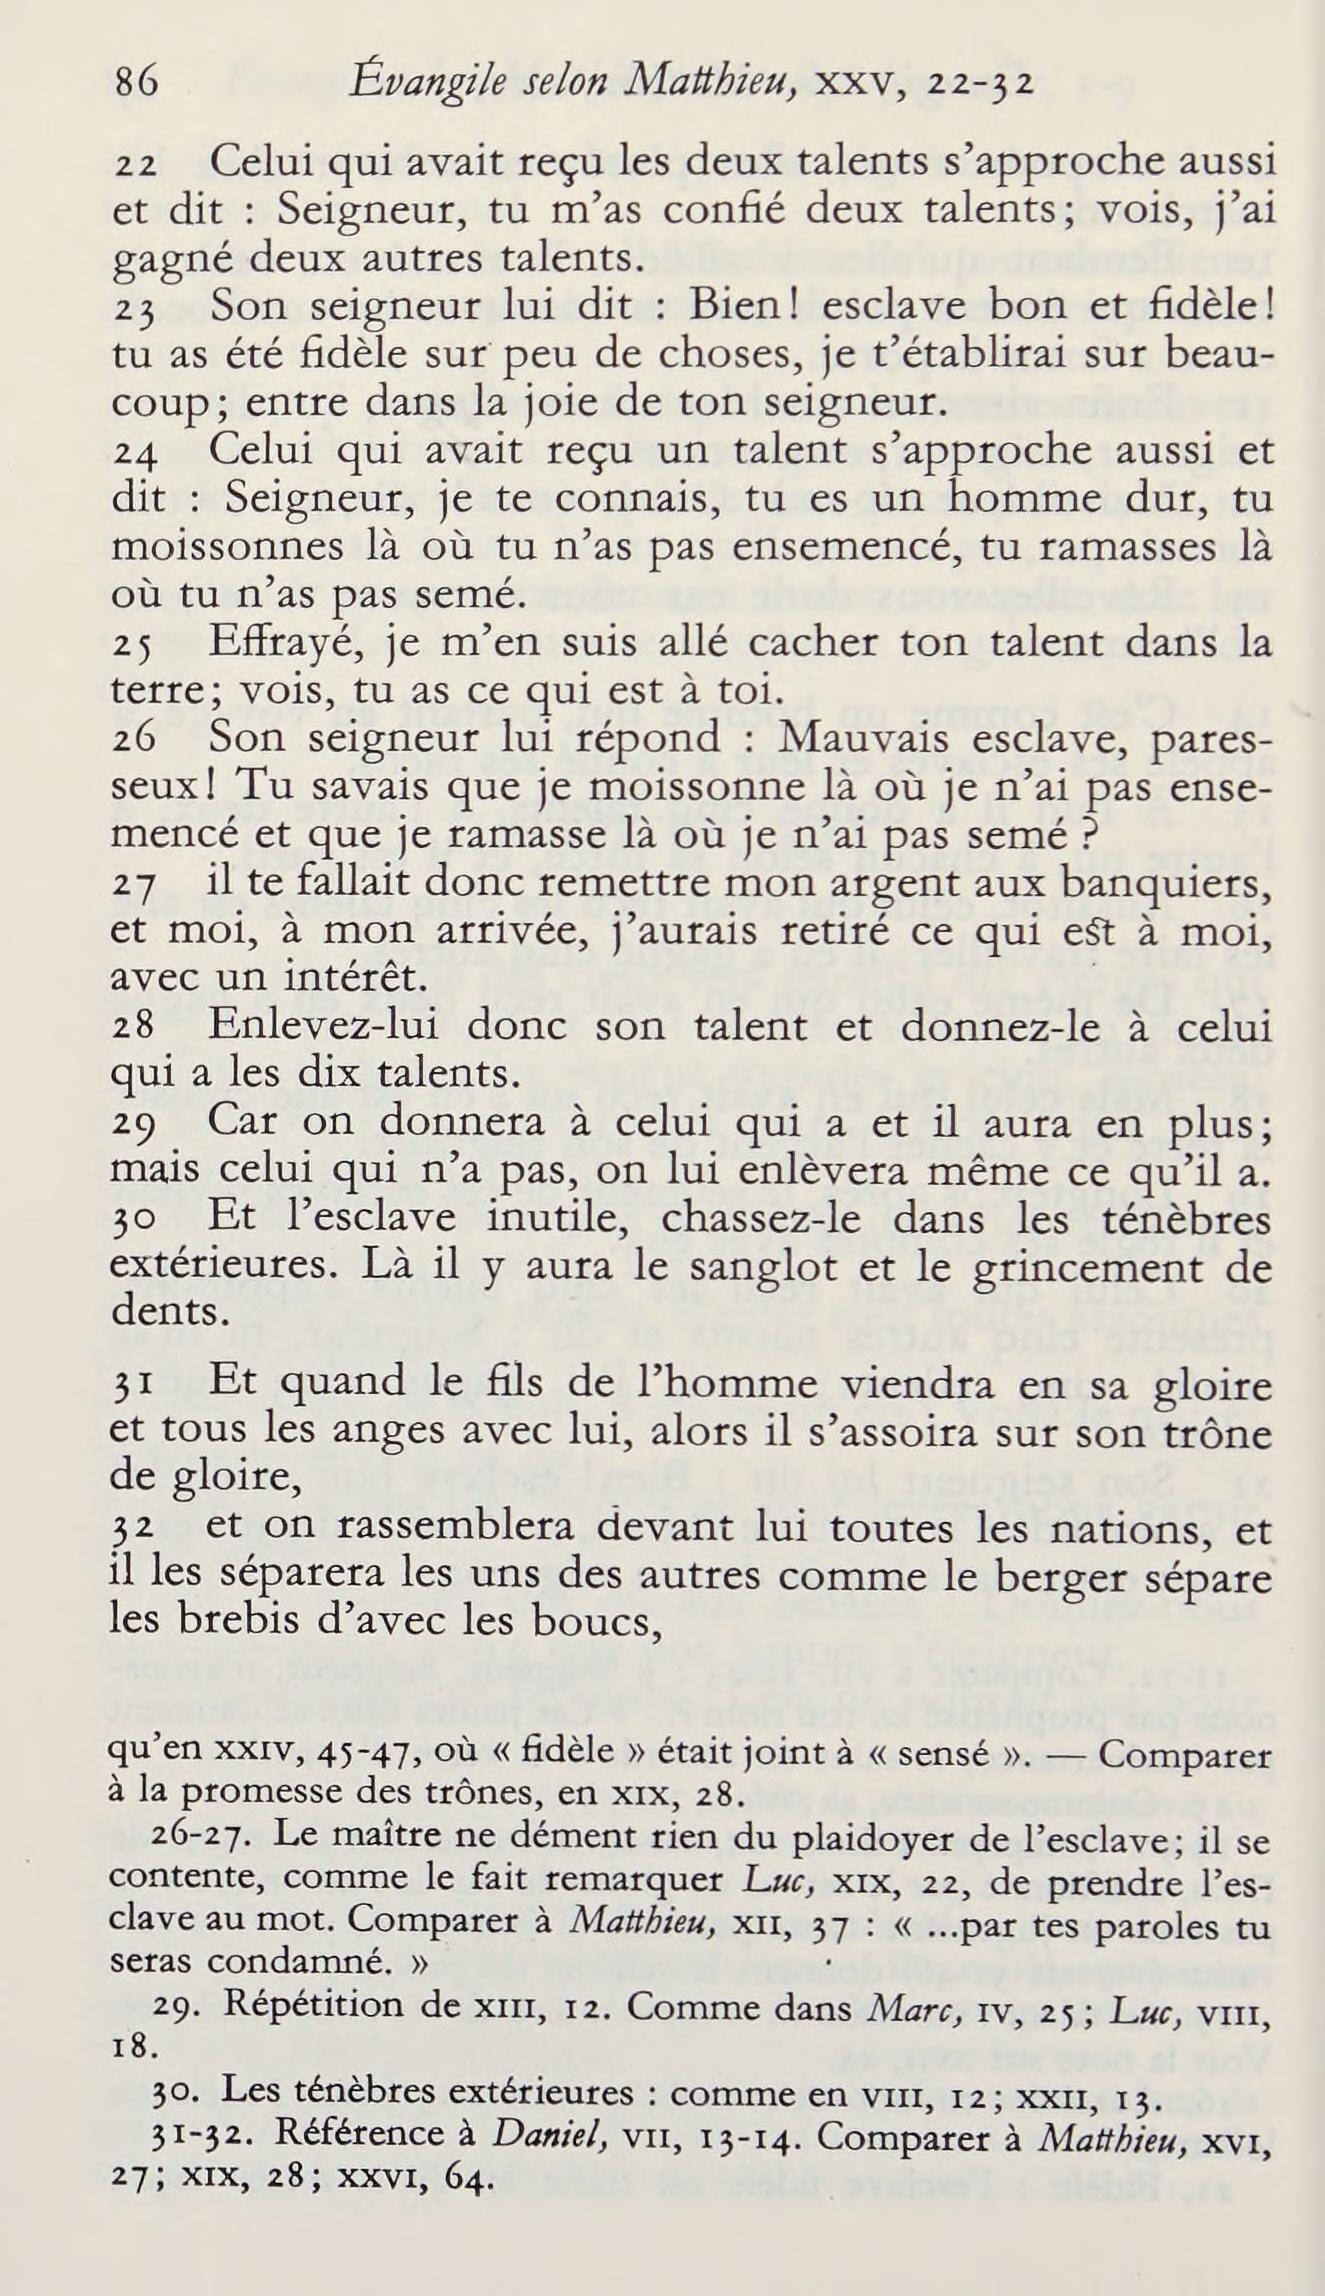 86 Évangile selon Matthieu, XXV, 22-32
22 Celui qui avait reçu les deux talents s’approche aussi
et dit : Seigneur, tu m’as confié deux talents; vois, j’ai
gagné deux autres talents.
23 Son seigneur lui dit : Bien! esclave bon et fidèle!
tu as été fidèle sur peu de choses, je t’établirai sur beau-
coup; entre dans la joie de ton seigneur.
24 Celui qui avait reçu un talent s’approche aussi et
dit : Seigneur, je te connais, tu es un homme dur, tu
moissonnes là où tu n’as pas ensemencé, tu ramasses là
où tu n’as pas semé.
25 Effrayé, je m’en suis allé cacher ton talent dans la
terre; vois, tu as ce qui est à toi.
26 Son seigneur lui répond : Mauvais esclave, pares-
seux! Tu savais que je moissonne là où je n’ai pas ense-
mencé et que je ramasse là où je n’ai pas semé ?
27 il te fallait donc remettre mon argent aux banquiers,
et moi, à mon arrivée, j’aurais retiré ce qui est à moi,
avec un intérêt.
28 Enlevez-lui donc son talent et donnez-le à celui
qui a les dix talents.
29 Car on donnera à celui qui a et il aura en plus;
mais celui qui n’a pas, on lui enlèvera même ce qu’il a.
30 Et l’esclave inutile, chassez-le dans les ténèbres
extérieures. Là il y aura le sanglot et le grincement de
dents.
31 Et quand le fils de l’homme viendra en sa gloire
et tous les anges avec lui, alors il s’assoira sur son trône
de gloire,
32 et on rassemblera devant lui toutes les nations, et
il les séparera les uns des autres comme le berger sépare
les brebis d’avec les boucs,
qu’en XXIV, 45-47, où « fidèle » était joint à « sensé ». — Comparer
à la promesse des trônes, en XIX, 28.
26-27. Le maître ne dément rien du plaidoyer de l’esclave; il se
contente, comme le fait remarquer Luc, XIX, 22, de prendre l’es-
clave au mot. Comparer à Matthieu, XII, 37 : « ...par tes paroles tu
seras condamné. »
29. Répétition de XIII, 12. Comme dans Marc, IV, 25; Luc, VIII,
18.
30. Les ténèbres extérieures : comme en VIII, 12; XXII, 13.
31-32. Référence à Daniel, VII, 13-14. Comparer à Matthieu, XVI,
27; XIX, 28; XXVI, 64.